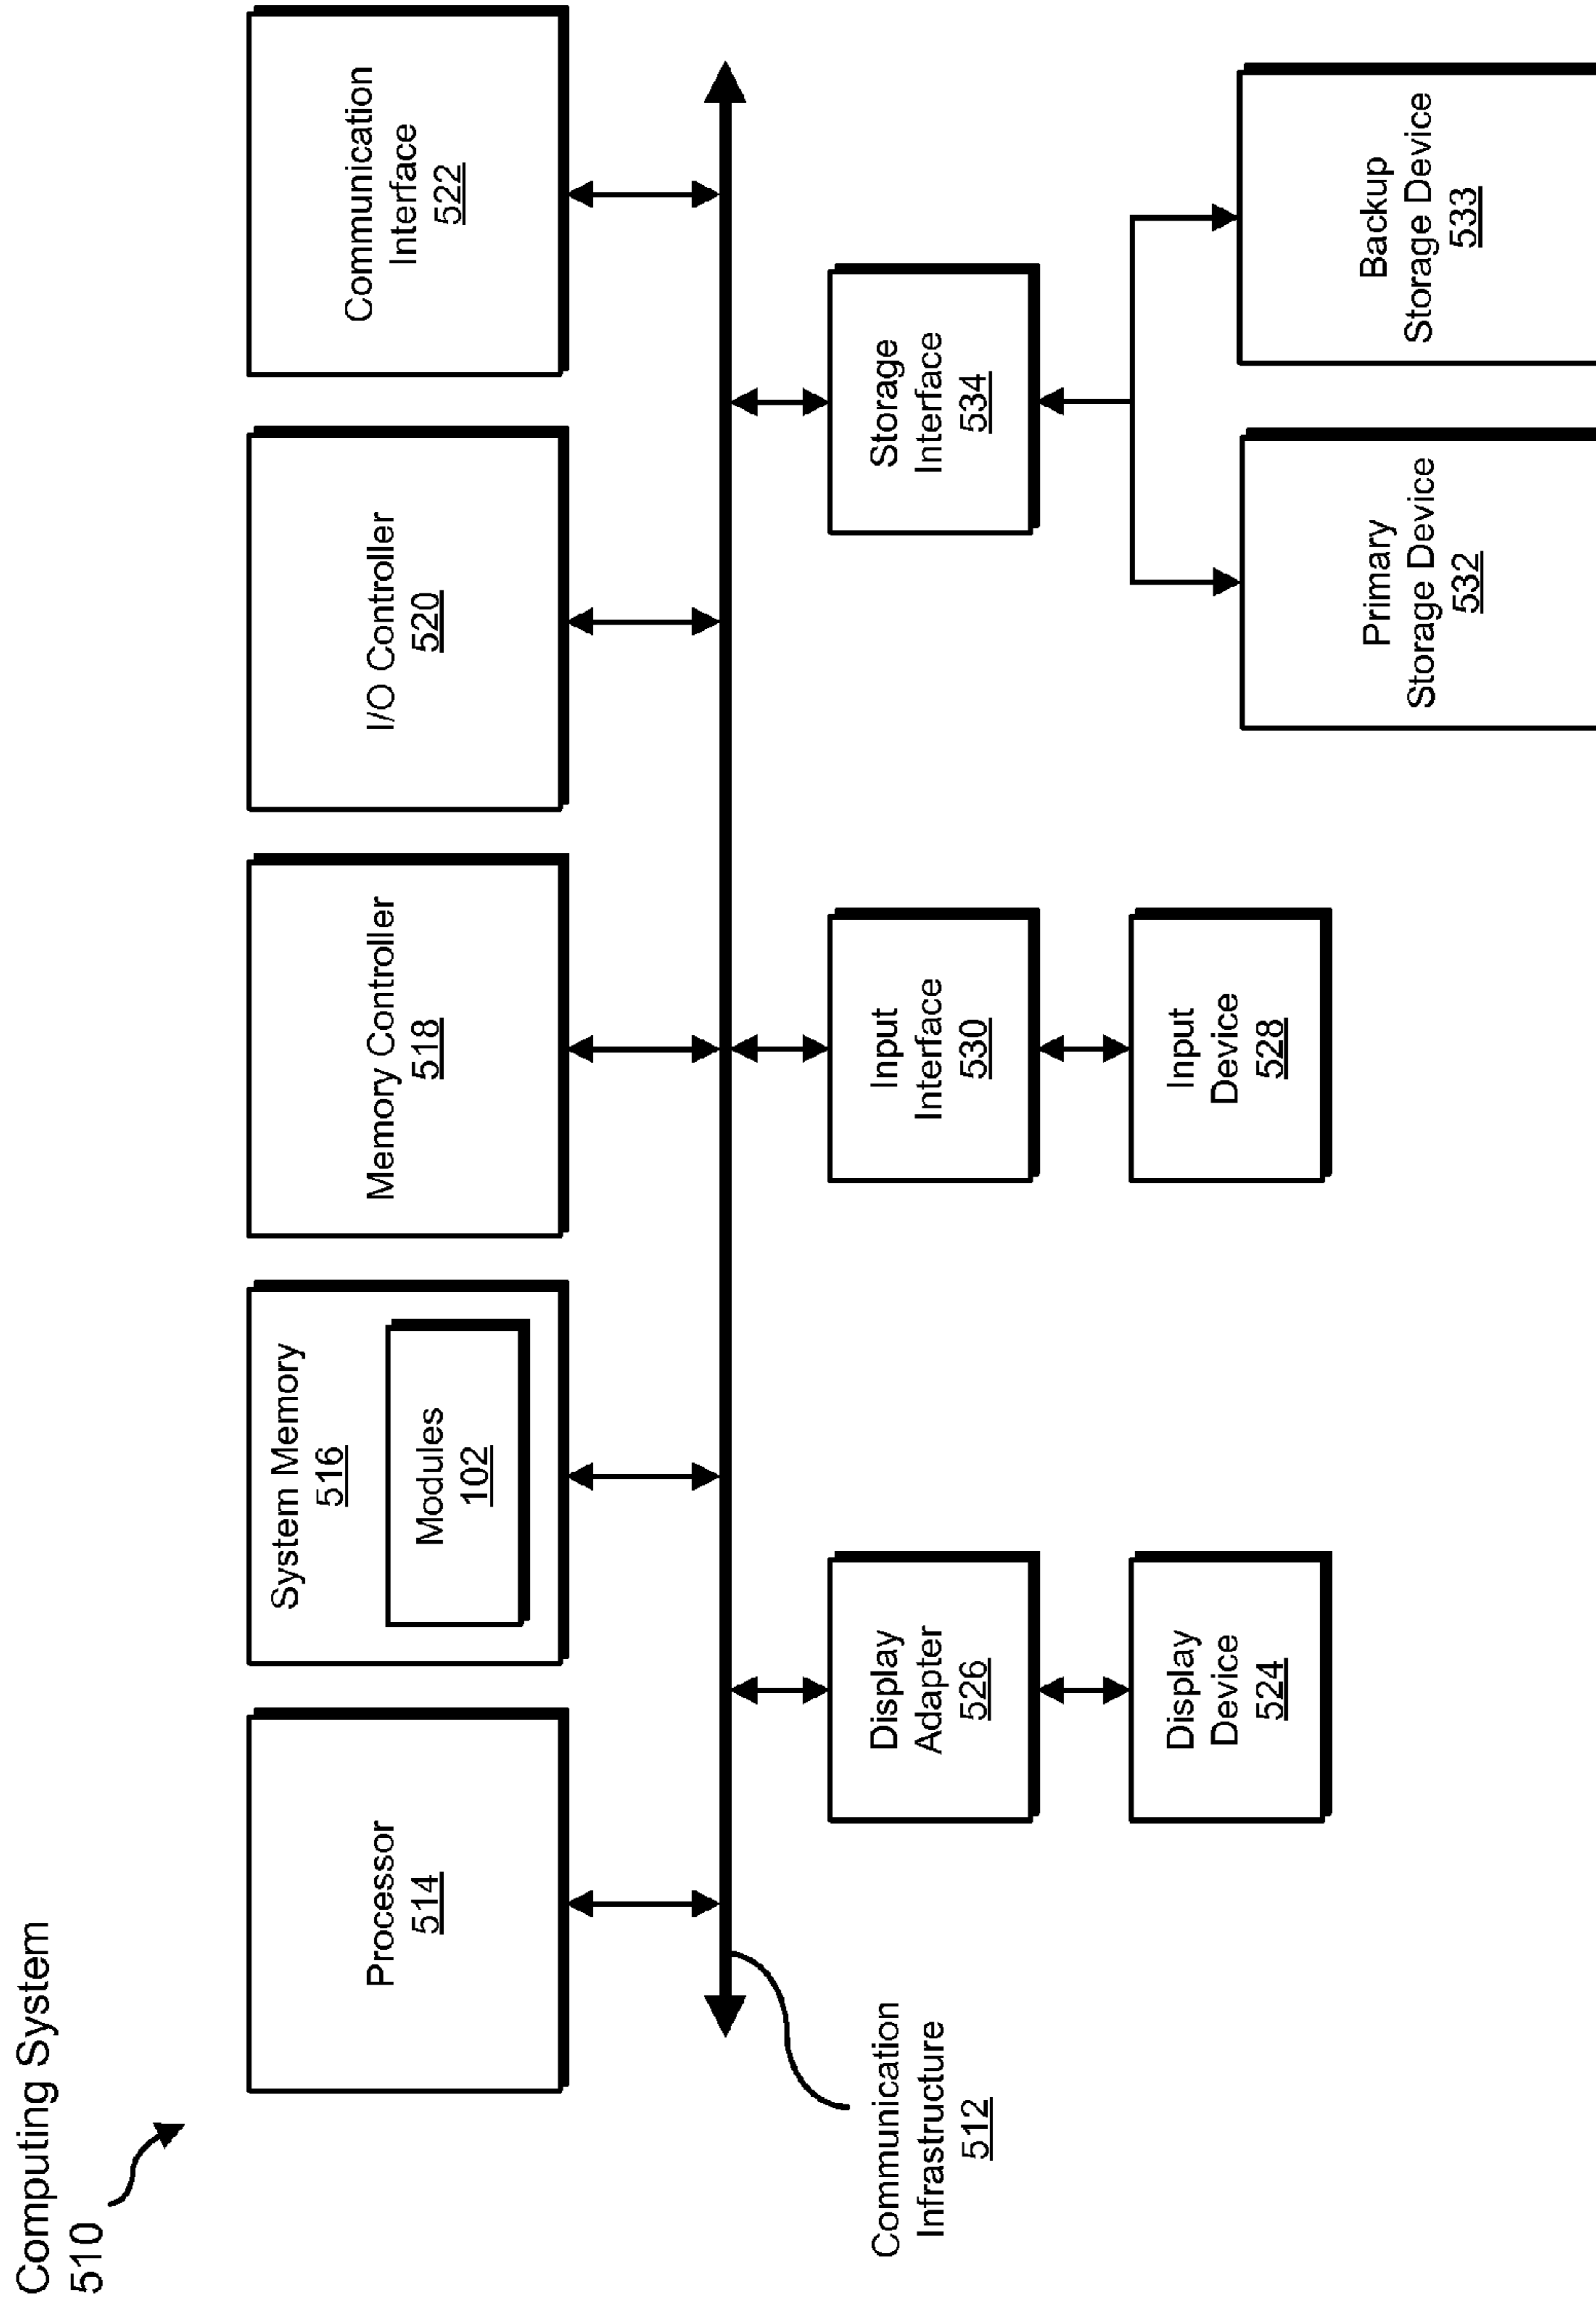 Computing System
510
Processor
514
System Memory
516
Modules
102
Memory Controller
518
I/O Controller
520
Communication
Interface
522
Communication
Infrastructure
512
Display
Adapter
526
Input
Interface
530
Storage
Interface
534
Display
Device
524
Input
Device
528
Primary
Storage Device
532
Backup
Storage Device
533